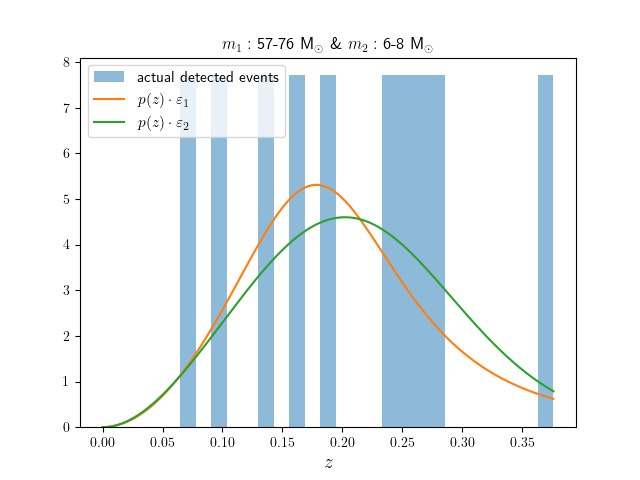 m₁ : 57-76 M⊙ & m₂ : 6-8 M⊙
actual detected events
p(z) · ε₁
p(z) · ε₂
8
7
6
5
4
3
2
1
0
0.00 0.05 0.10 0.15 0.20 0.25 0.30 0.35
z